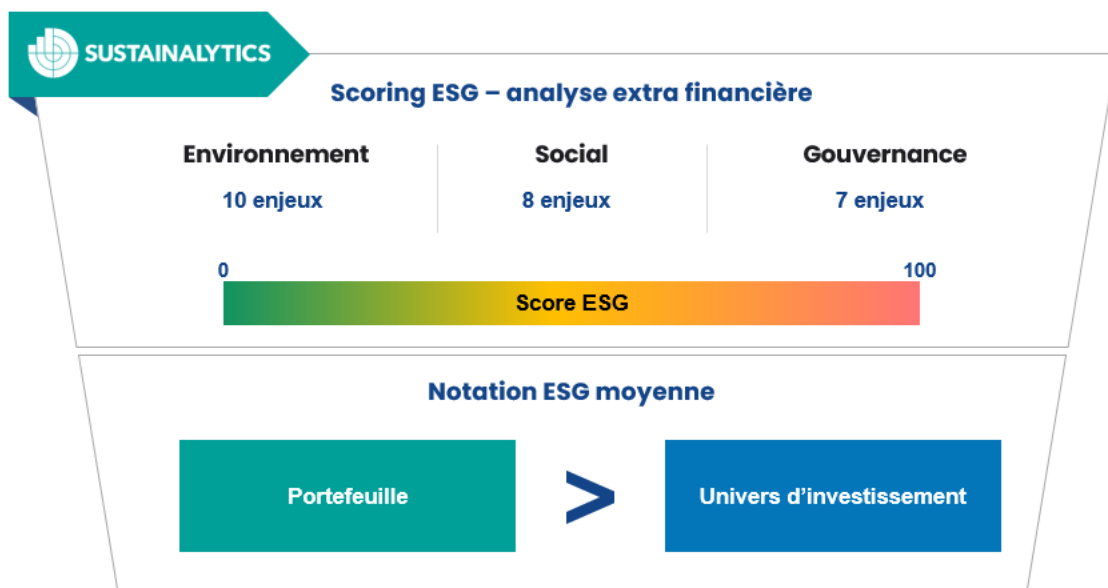 SUSTAINALYTICS
Scoring ESG – analyse extra financière
Environnement
Social
Gouvernance
10 enjeux
8 enjeux
7 enjeux
0
100
Score ESG
Notation ESG moyenne
Portefeuille
>
Univers d'investissement